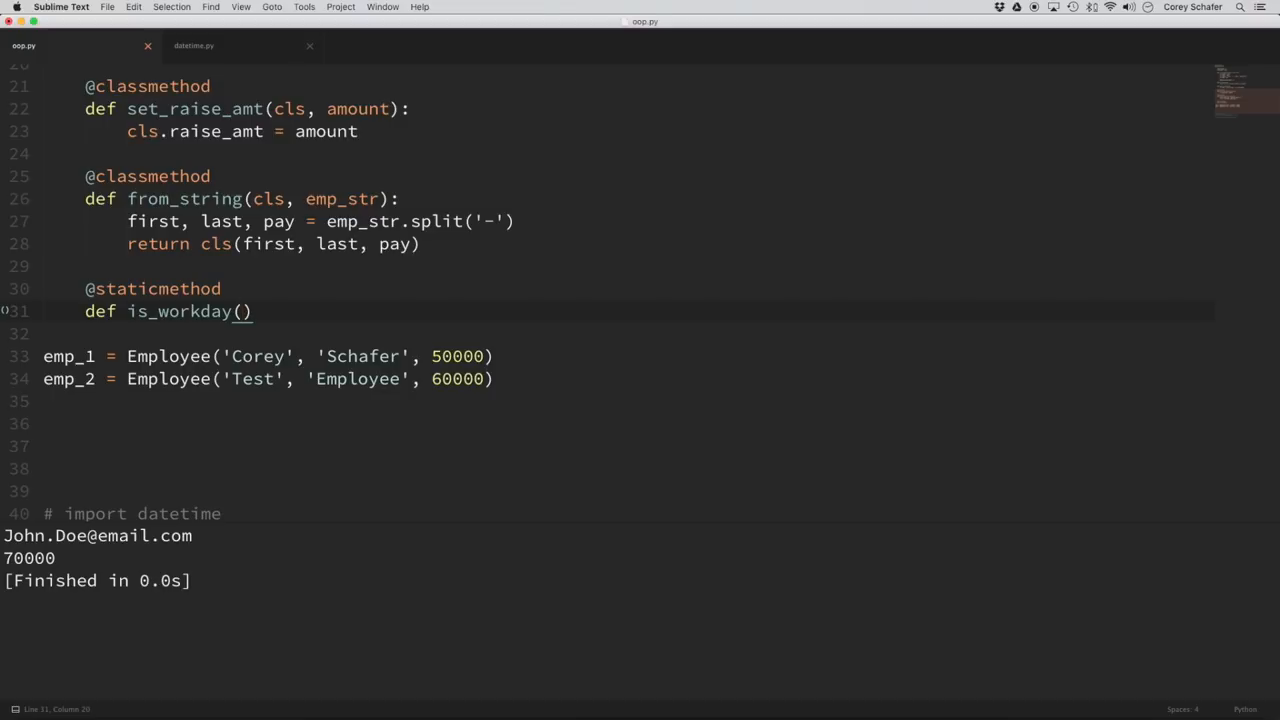 Sublime Text File Edit Selection Find View Goto Tools Project Window Help Corey Schafer
oop.py
oop.py datetime.py
20
21 @classmethod
22 def set_raise_amt(cls, amount):
23 cls.raise_amt = amount
24
25 @classmethod
26 def from_string(cls, emp_str):
27 first, last, pay = emp_str.split('-')
28 return cls(first, last, pay)
29
30 @staticmethod
()31 def is_workday()
32
33 emp_1 = Employee('Corey', 'Schafer', 50000)
34 emp_2 = Employee('Test', 'Employee', 60000)
35
36
37
38
39
40 # import datetime
John.Doe@email.com
70000
[Finished in 0.0s]
Line 31, Column 20 Spaces: 4 Python